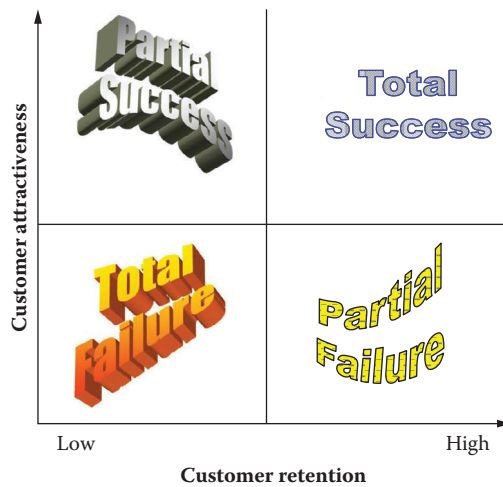 Customer attractiveness
Partial
Success
Total
Success
Total
Failure
Partial
Failure
Low
High
Customer retention